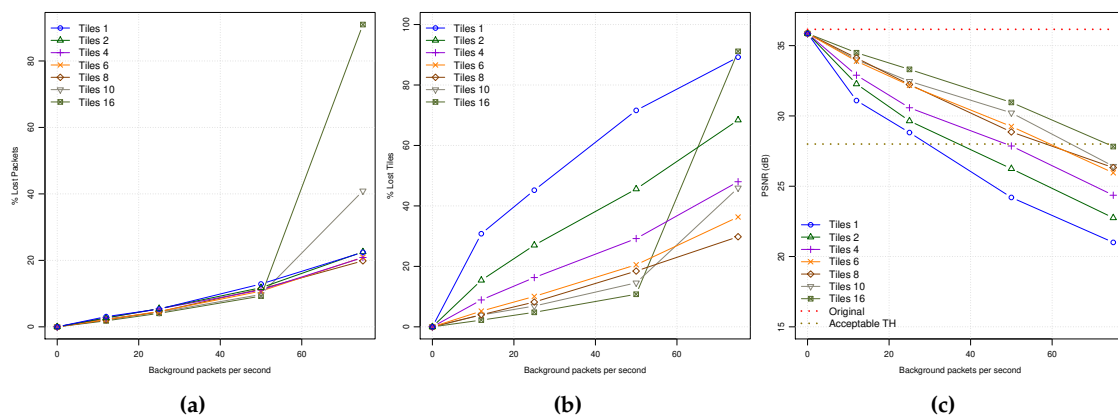 % Lost Packets
80
60
40
20
0
Tiles 1
Tiles 2
Tiles 4
Tiles 6
Tiles 8
Tiles 10
Tiles 16
0
20
40
60
Background packets per second
(a)
% Lost Tiles
100
80
60
40
20
0
Tiles 1
Tiles 2
Tiles 4
Tiles 6
Tiles 8
Tiles 10
Tiles 16
0
20
40
60
Background packets per second
(b)
PSNR (dB)
35
30
25
20
15
Tiles 1
Tiles 2
Tiles 4
Tiles 6
Tiles 8
Tiles 10
Tiles 16
Original
Acceptable TH
0
20
40
60
Background packets per second
(c)